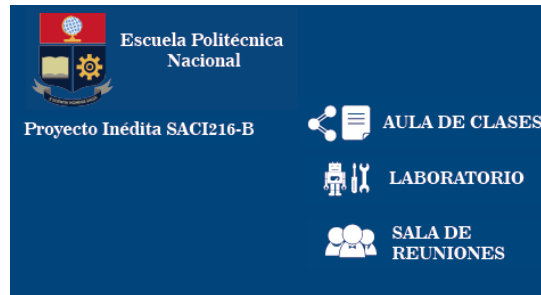 Escuela Politécnica
Nacional
Proyecto Inédita SACI216-B
AULA DE CLASES
LABORATORIO
SALA DE
REUNIONES